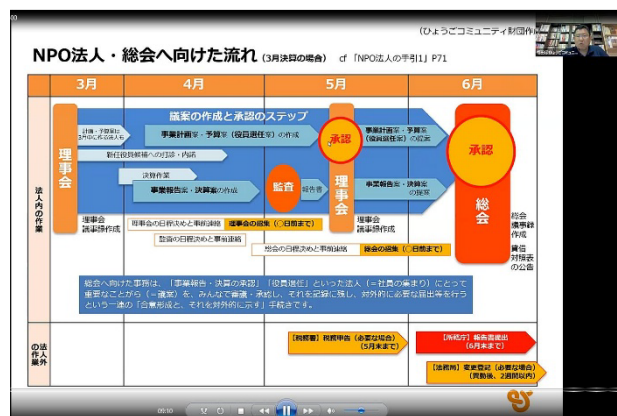 (ひょうごコミュニティ財団作
NPO法人・総会へ向けた流れ (3月決算の場合) cf「NPO法人の手引1」P71
3月 4月 5月 6月
法人内の作業
議案の作成と承認のステップ
理事会
事業計画案・予算案(役員選任案)の作成
承認
事業計画案・予算案
(役員選任案)の提案
承認
新任役員候補への打診・内諾
決算作業
事業報告案・決算案の作成
監査
報告書
理事会
事業報告案・決算案
の提案
総会
理事会
議事録作成
理事会の日程決めと事前連絡
理事会の招集(〇日前まで)
監査の日程決めと事前連絡
総会の日程決めと事前連絡
総会の招集(〇日前まで)
理事会
議事録作成
総会
議事録
作成
貸借
対照表
の公告
総会へ向けた事務は、「事業報告・決算の承認」「役員選任」といった法人(=社員の集まり)にとって
重要なことがら(=議案)を、みんなで審議・承認し、それを記録に残し、対外的に必要な届出等を行う
という一連の「合意形成と、それを対外的に示す」手続きです。
法人外の作業
【税務署】税務申告(必要な場合)
(5月末まで)
【所轄庁】報告書提出
(6月末まで)
【法務局】変更登記(必要な場合)
(異動後、2週間以内)
09:10